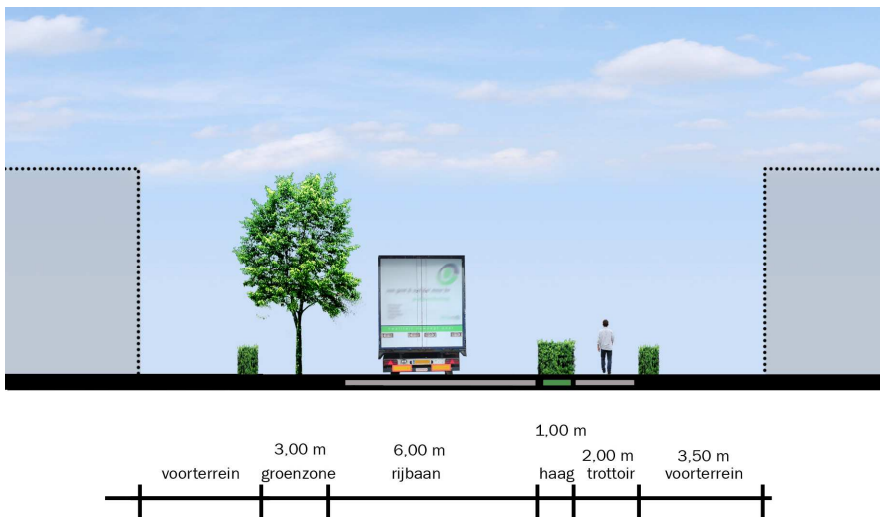 1,00 m
3,00 m
6,00 m
2,00 m
3,50 m
voorterrein
groenzone
rijbaan
haag
trottoir
voorterrein